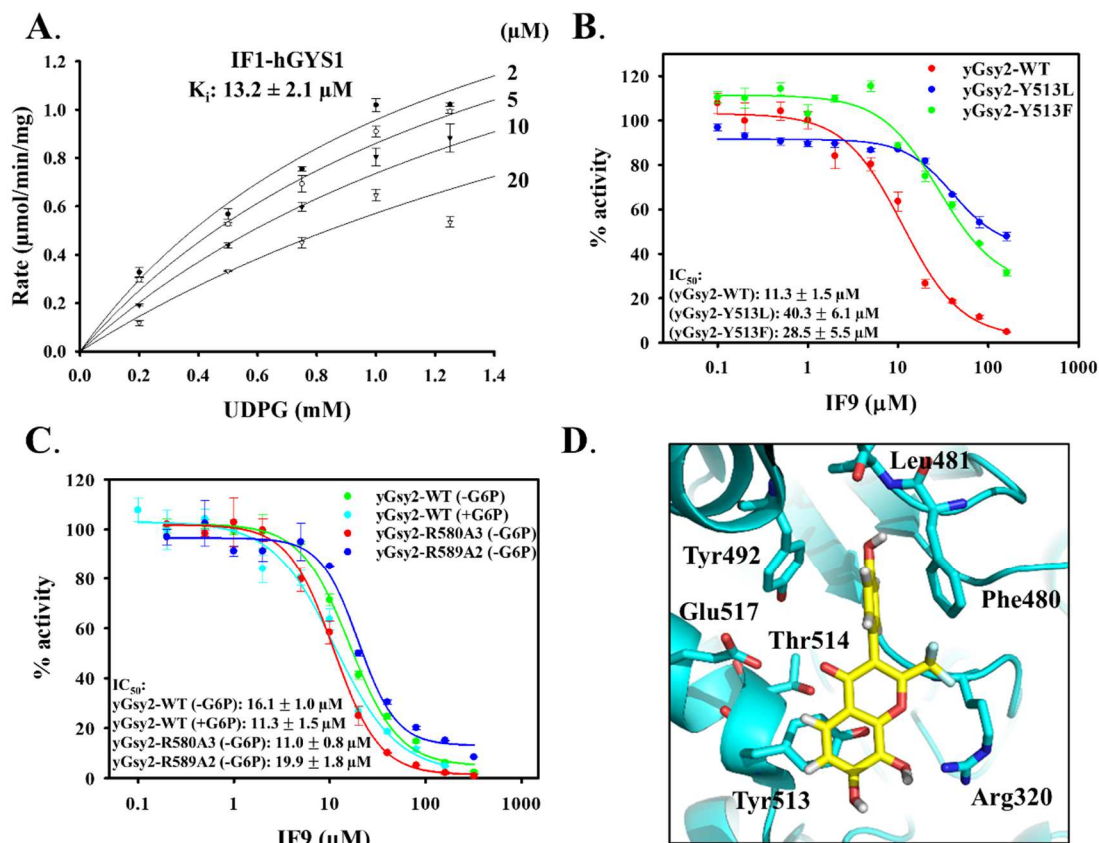 A.
(μM)
IF1-hGYS1
Ki: 13.2 ± 2.1 μM
2
5
10
20
Rate (μmol/min/mg)
1.2
1.0
0.8
0.6
0.4
0.2
0.0
0.0 0.2 0.4 0.6 0.8 1.0 1.2 1.4
UDPG (mM)
B.
yGsy2-WT
yGsy2-Y513L
yGsy2-Y513F
% activity
120
100
80
60
40
20
0
IC50:
(yGsy2-WT): 11.3 ± 1.5 μM
(yGsy2-Y513L): 40.3 ± 6.1 μM
(yGsy2-Y513F): 28.5 ± 5.5 μM
0.1 1 10 100 1000
IF9 (μM)
C.
yGsy2-WT (-G6P)
yGsy2-WT (+G6P)
yGsy2-R580A3 (-G6P)
yGsy2-R589A2 (-G6P)
% activity
120
100
80
60
40
20
0
IC50:
yGsy2-WT (-G6P): 16.1 ± 1.0 μM
yGsy2-WT (+G6P): 11.3 ± 1.5 μM
yGsy2-R580A3 (-G6P): 11.0 ± 0.8 μM
yGsy2-R589A2 (-G6P): 19.9 ± 1.8 μM
0.1 1 10 100 1000
IF9 (μM)
D.
Leu481
Tyr492
Phe480
Glu517
Thr514
Tyr513
Arg320